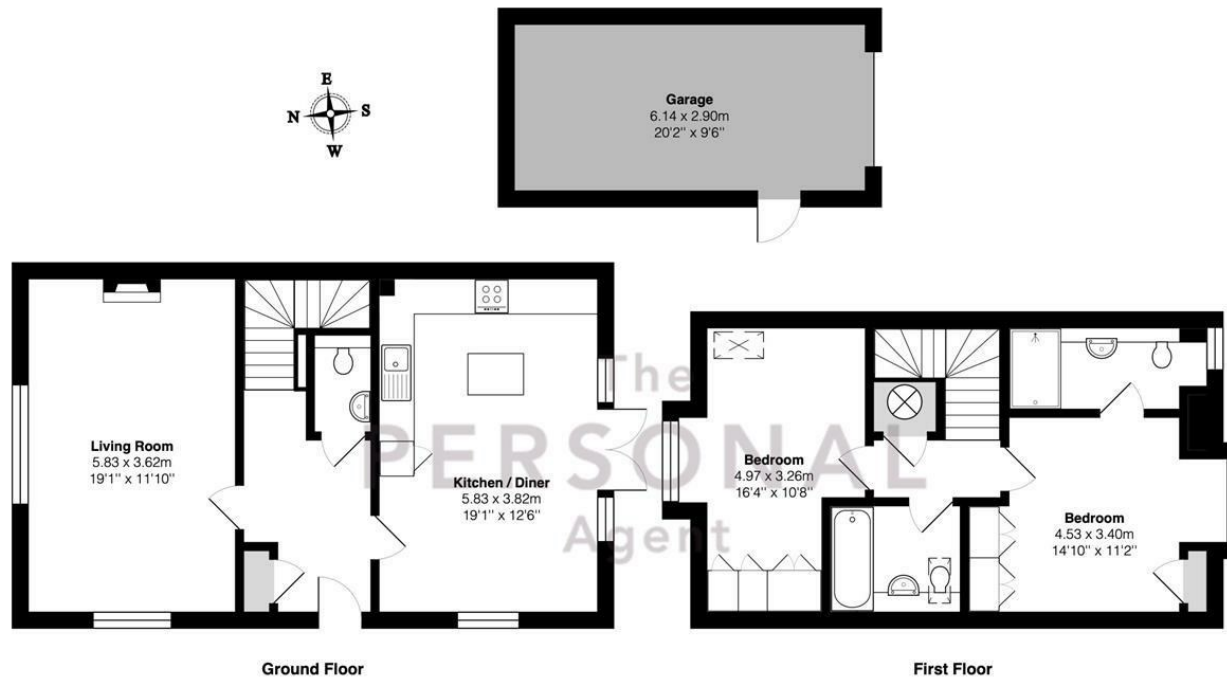 E
N S
W
Garage
6.14 x 2.90m
20'2" x 9'6"
Living Room
5.83 x 3.62m
19'1" x 11'10"
Kitchen / Diner
5.83 x 3.82m
19'1" x 12'6"
Bedroom
4.97 x 3.26m
16'4" x 10'8"
Bedroom
4.53 x 3.40m
14'10" x 11'2"
The
PERSONAL
Agent
Ground Floor
First Floor